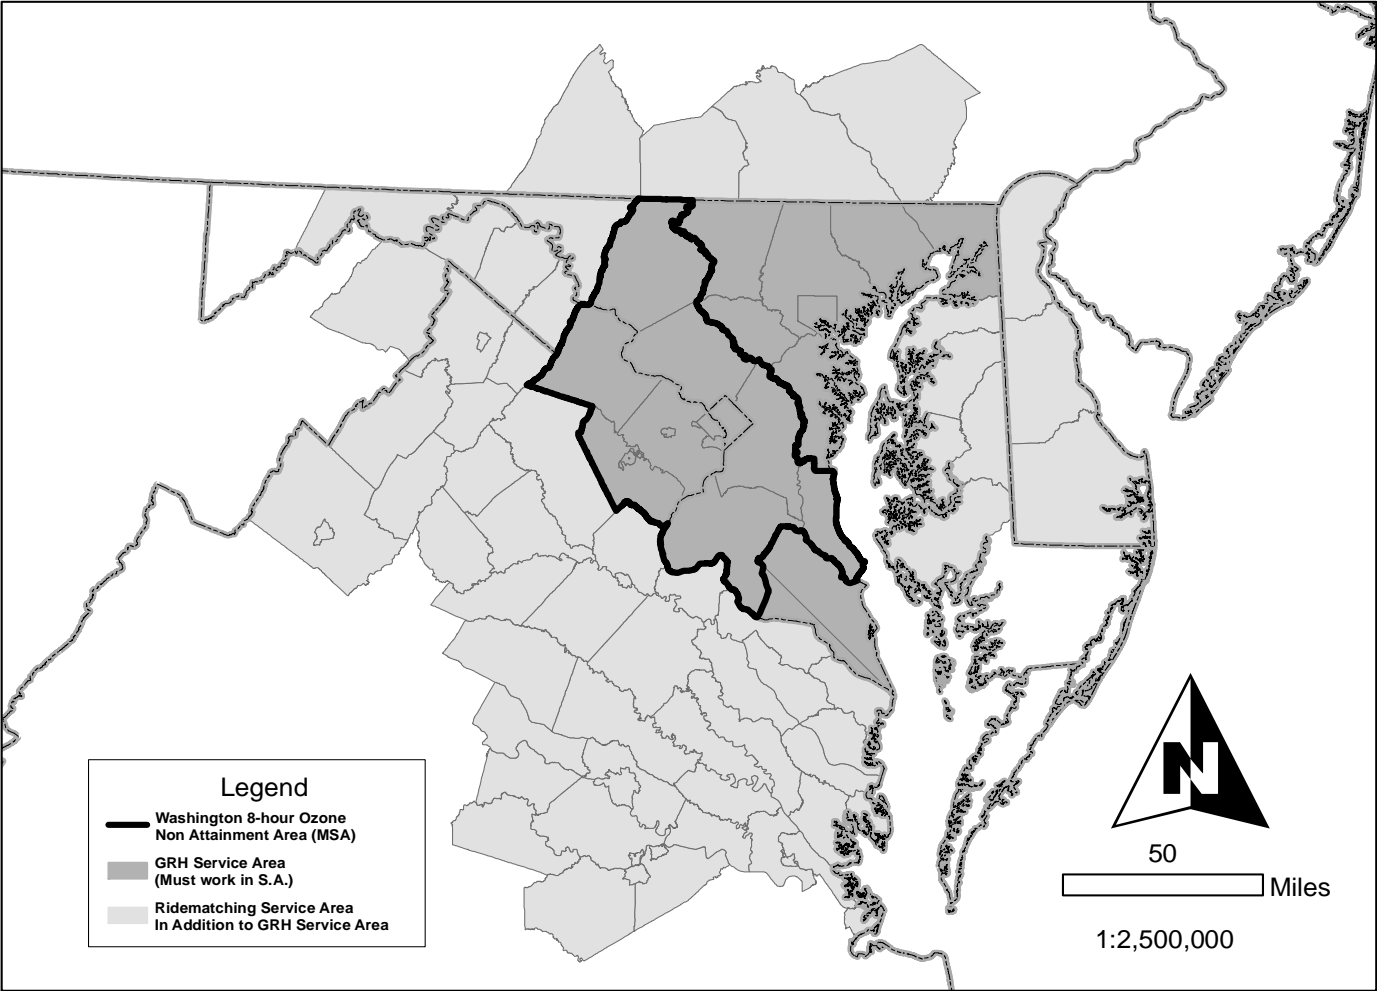 Legend
Washington 8-hour Ozone
Non Attainment Area (MSA)
GRH Service Area
(Must work in S.A.)
Ridematching Service Area
In Addition to GRH Service Area
N
50
Miles
1:2,500,000